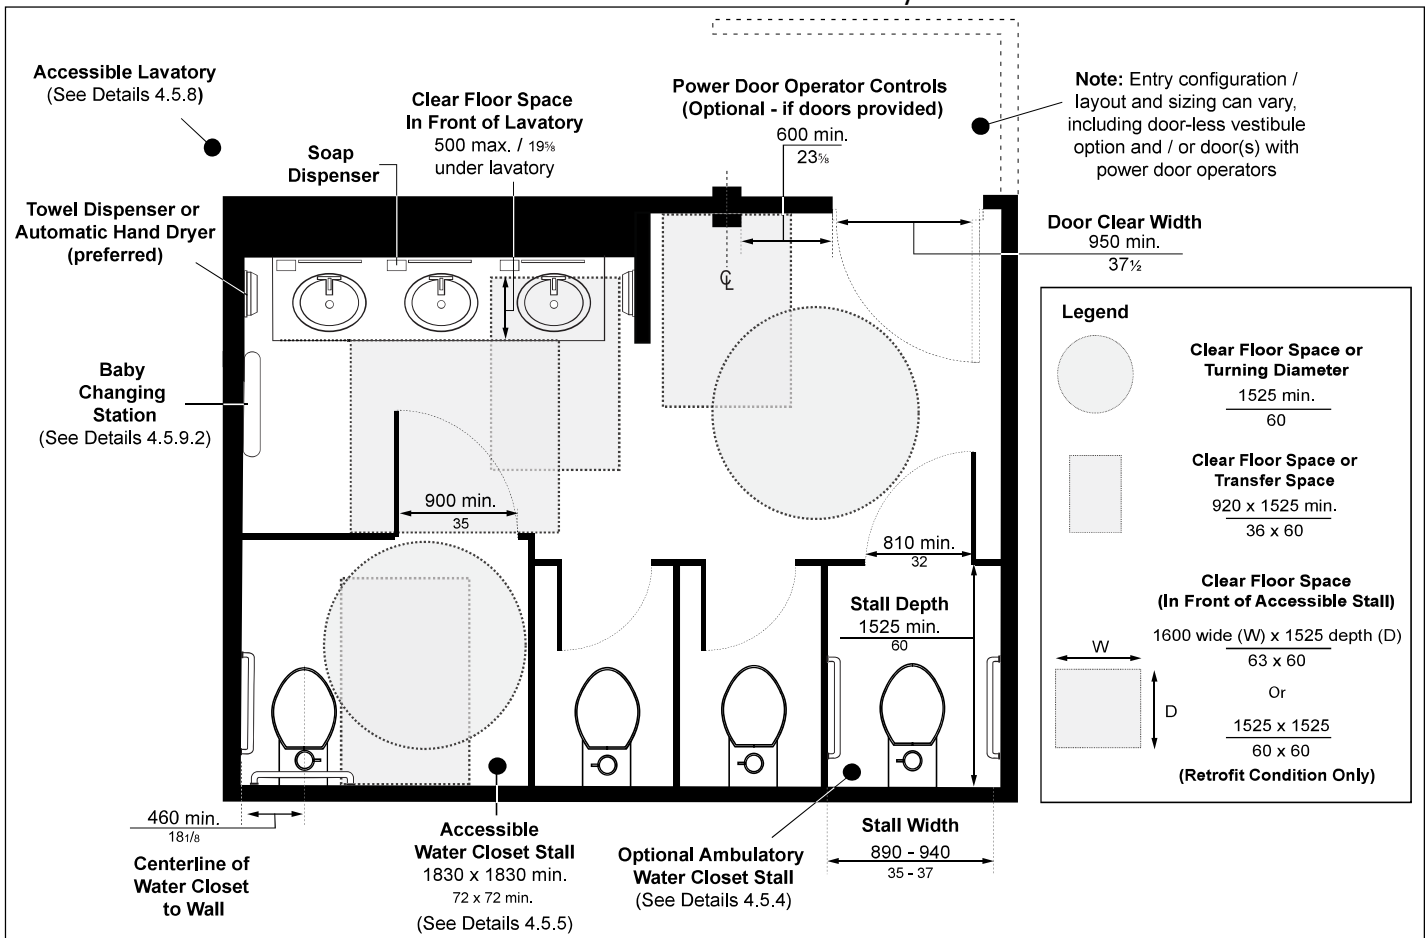 Accessible Lavatory
(See Details 4.5.8)
Soap
Dispenser
Clear Floor Space
In Front of Lavatory
500 max. / 19⅝
under lavatory
Power Door Operator Controls
(Optional - if doors provided)
600 min.
23⅝
Note: Entry configuration /
layout and sizing can vary,
including door-less vestibule
option and / or door(s) with
power door operators
Towel Dispenser or
Automatic Hand Dryer
(preferred)
Door Clear Width
950 min.
37½
℄
Baby
Changing
Station
(See Details 4.5.9.2)
900 min.
35
810 min.
32
Stall Depth
1525 min.
60
460 min.
18 1/8
Centerline of
Water Closet
to Wall
Accessible
Water Closet Stall
1830 x 1830 min.
72 x 72 min.
(See Details 4.5.5)
Optional Ambulatory
Water Closet Stall
(See Details 4.5.4)
Stall Width
890 - 940
35 - 37
Legend
Clear Floor Space or
Turning Diameter
1525 min.
60
Clear Floor Space or
Transfer Space
920 x 1525 min.
36 x 60
Clear Floor Space
(In Front of Accessible Stall)
1600 wide (W) x 1525 depth (D)
63 x 60
W
D
Or
1525 x 1525
60 x 60
(Retrofit Condition Only)